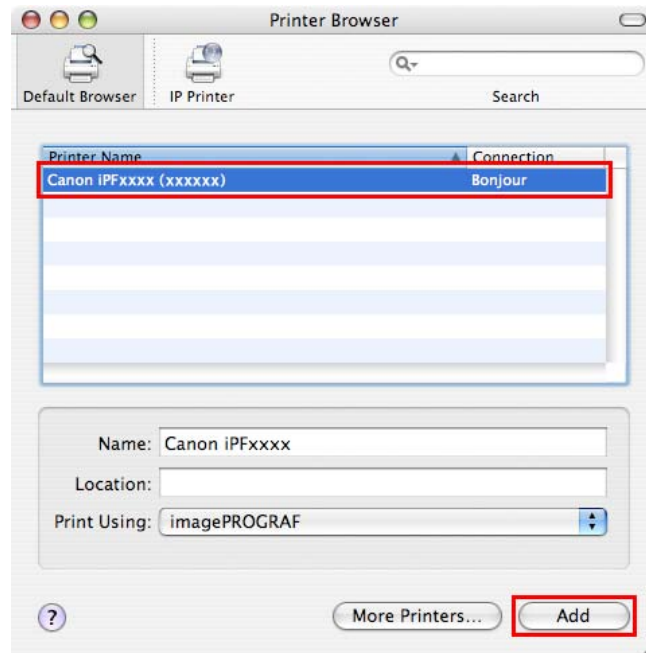 Printer Browser
Default Browser
IP Printer
Search
Printer Name Connection
Canon iPFxxxx (xxxxxx) Bonjour
Name: Canon iPFxxxx
Location:
Print Using: imagePROGRAF
? More Printers... Add